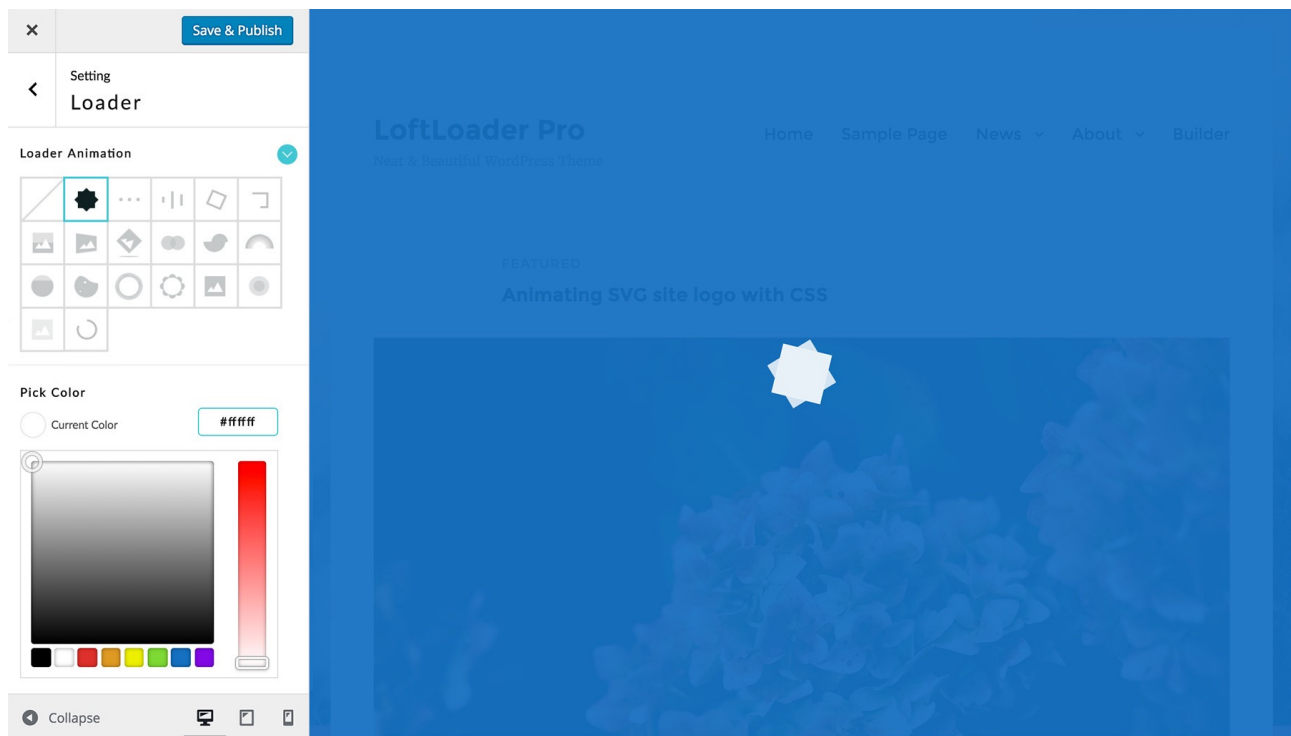 Save & Publish
Setting
Loader
Loader Animation
Pick Color
Current Color
#ffffff
Collapse
LoftLoader Pro
Neat & Beautiful WordPress Theme
Home Sample Page News About Builder
FEATURED
Animating SVG site logo with CSS